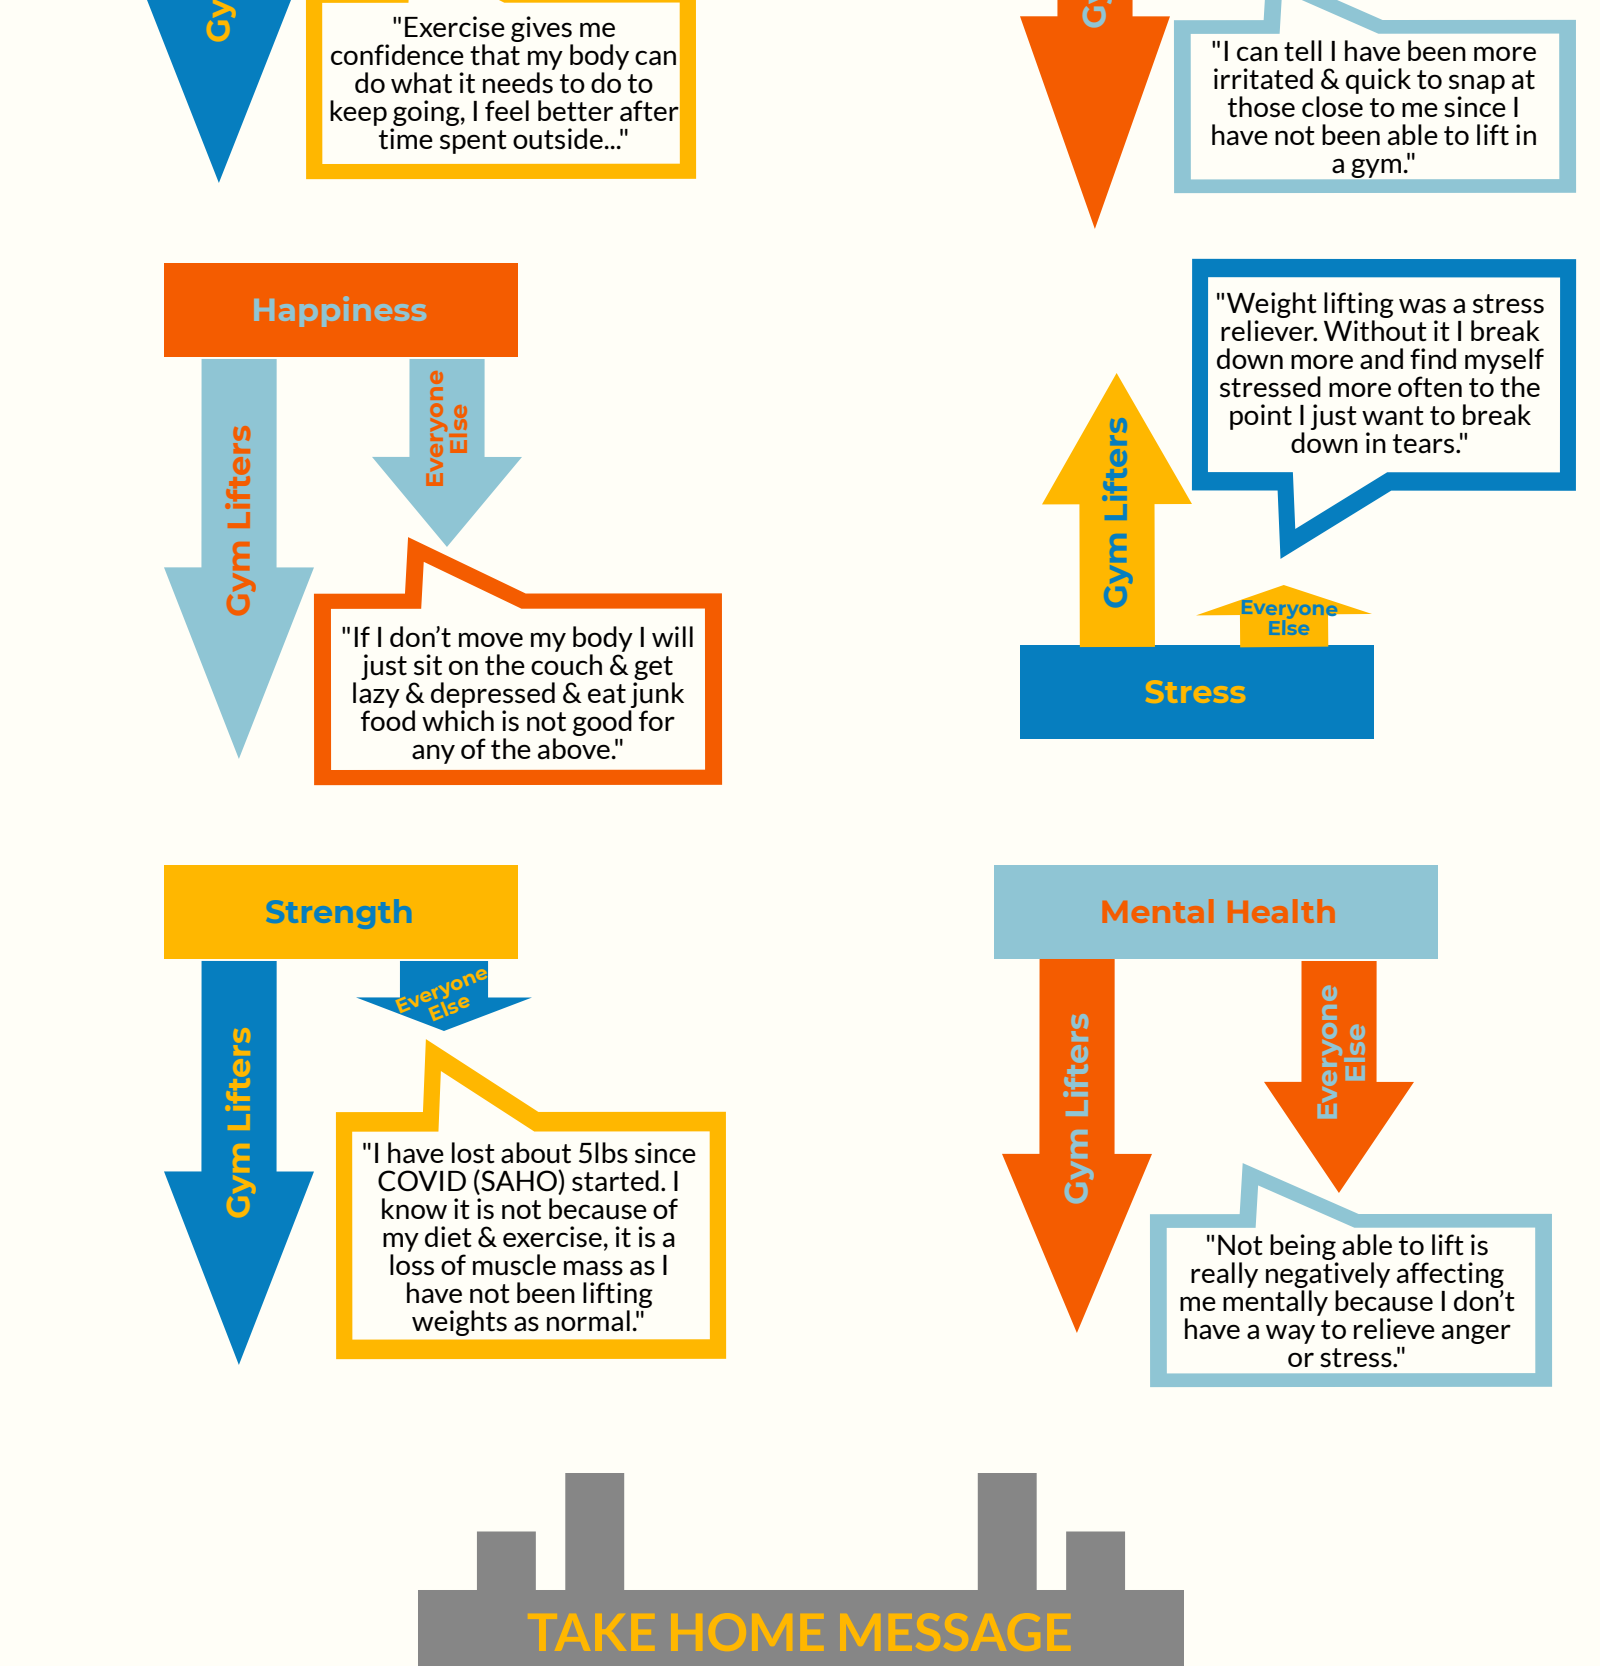 Gy
"Exercise gives me
confidence that my body can
do what it needs to do to
keep going, I feel better after
time spent outside..."
Gy
"I can tell I have been more
irritated & quick to snap at
those close to me since I
have not been able to lift in
a gym."
Happiness
Gym Lifters
Everyone
Else
"If I don’t move my body I will
just sit on the couch & get
lazy & depressed & eat junk
food which is not good for
any of the above."
"Weight lifting was a stress
reliever. Without it I break
down more and find myself
stressed more often to the
point I just want to break
down in tears."
Gym Lifters
Everyone
Else
Stress
Strength
Gym Lifters
Everyone
Else
"I have lost about 5lbs since
COVID (SAHO) started. I
know it is not because of
my diet & exercise, it is a
loss of muscle mass as I
have not been lifting
weights as normal."
Mental Health
Gym Lifters
Everyone
Else
"Not being able to lift is
really negatively affecting
me mentally because I don’t
have a way to relieve anger
or stress."
TAKE HOME MESSAGE